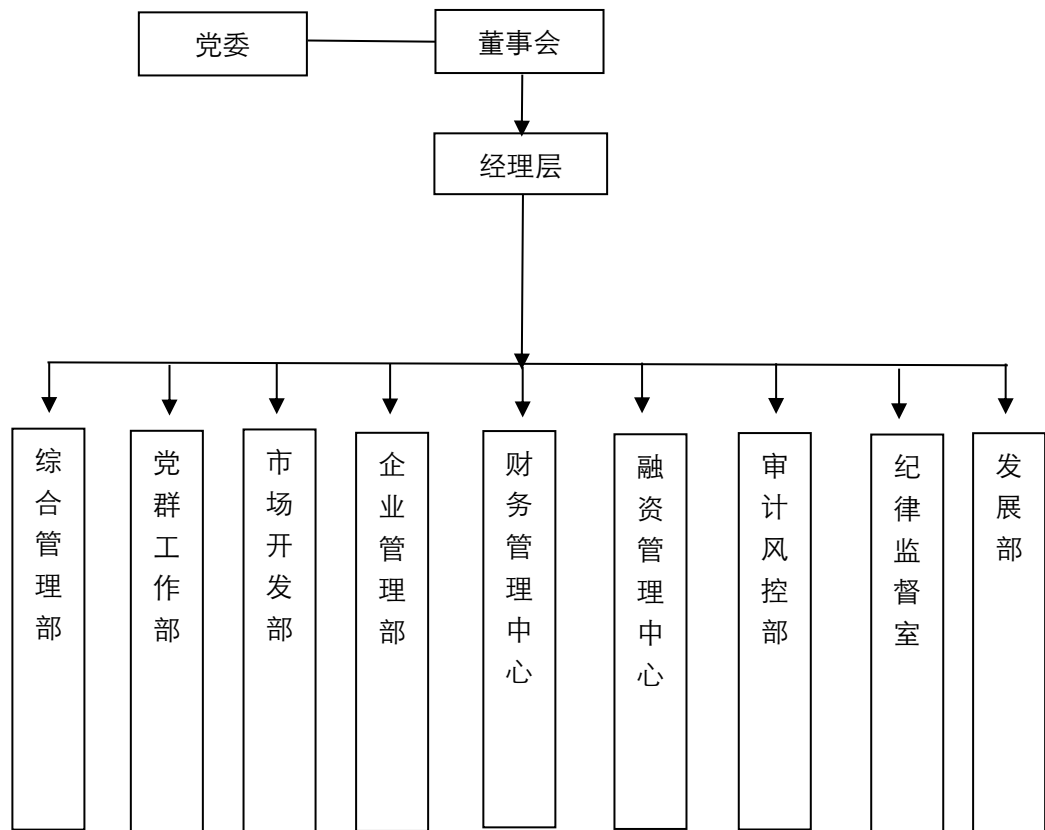 党委
董事会
经理层
综合管理部
党群工作部
市场开发部
企业管理部
财务管理中心
融资管理中心
审计风控部
纪律监督室
发展部